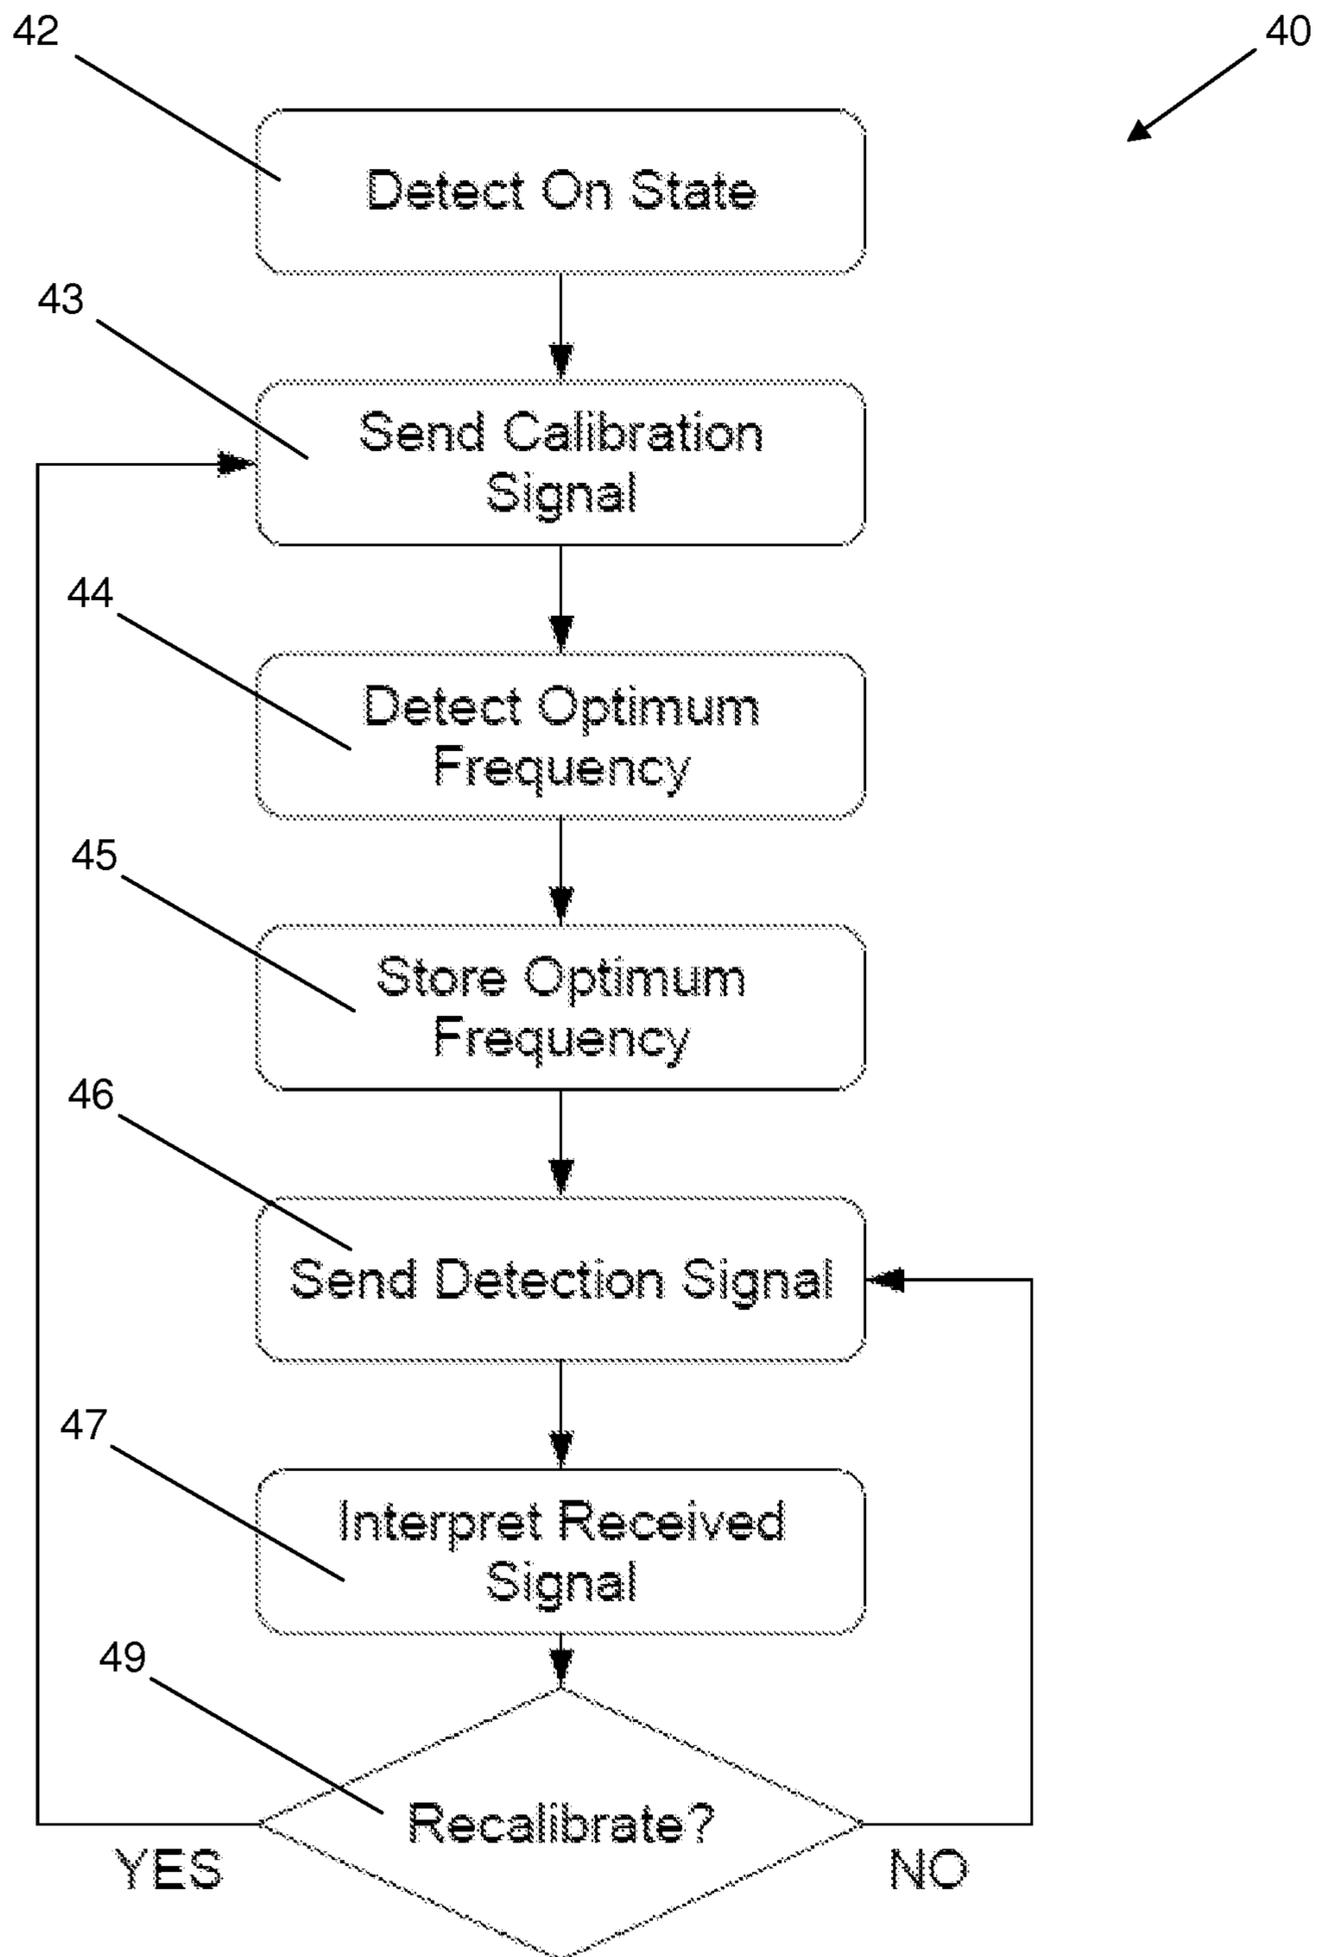 42
40
Detect On State
43
Send Calibration
Signal
44
Detect Optimum
Frequency
45
Store Optimum
Frequency
46
Send Detection Signal
47
Interpret Received
Signal
49
Recalibrate?
YES
NO